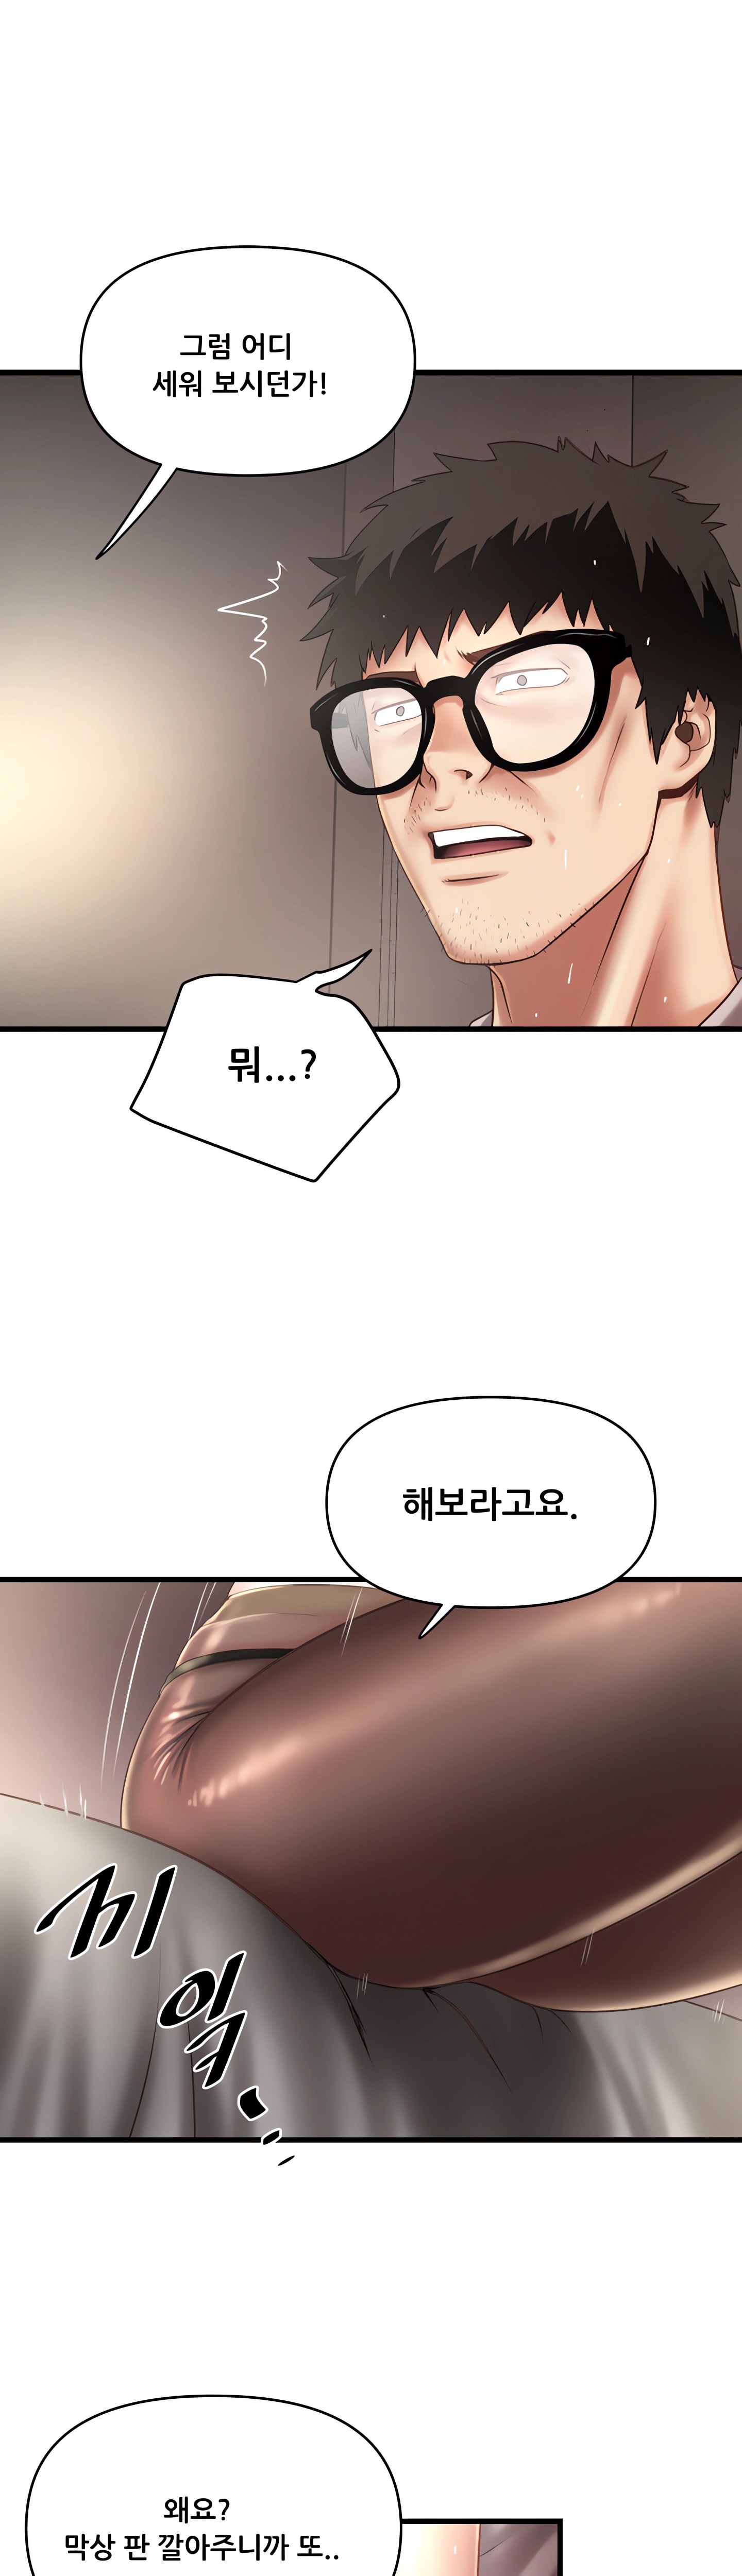 그럼 어디
세워 보시던가!
뭐...?
해보라고요.
끼
익
왜요?
막상 판 깔아주니까 또..